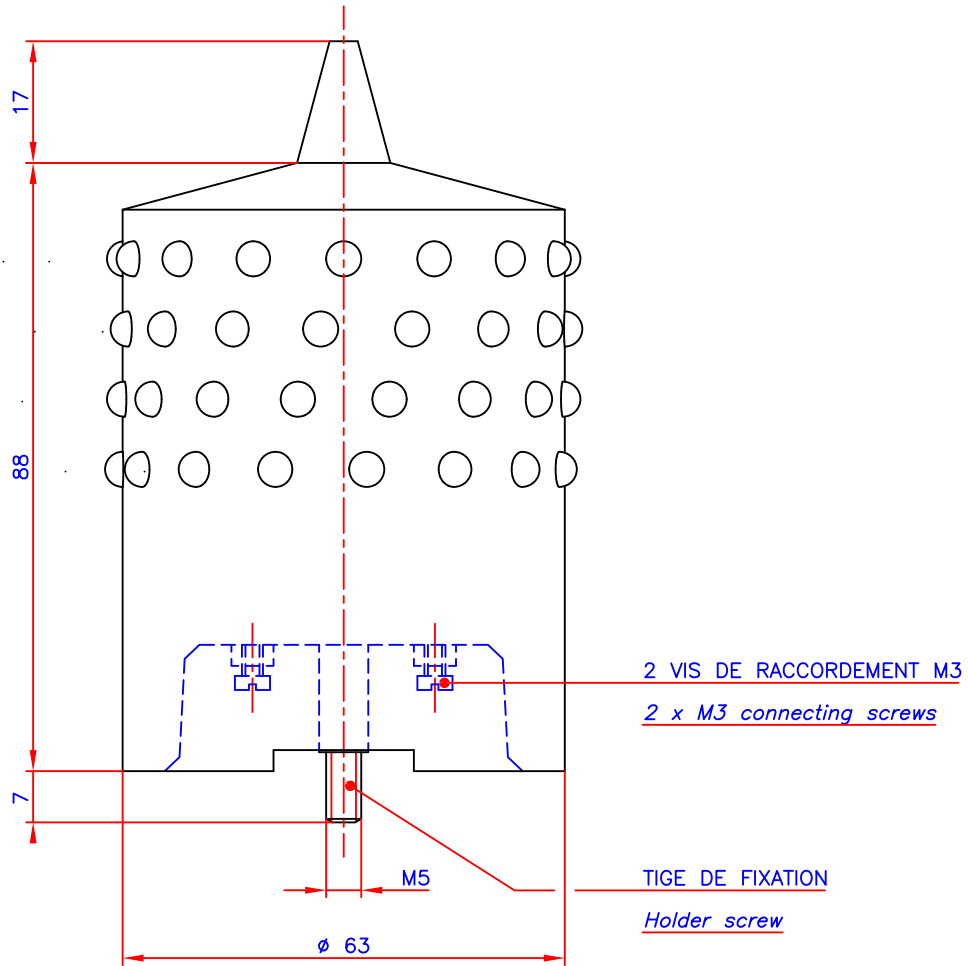 17
88
2 VIS DE RACCORDEMENT M3
2 x M3 connecting screws
7
M5
TIGE DE FIXATION
Holder screw
ø 63